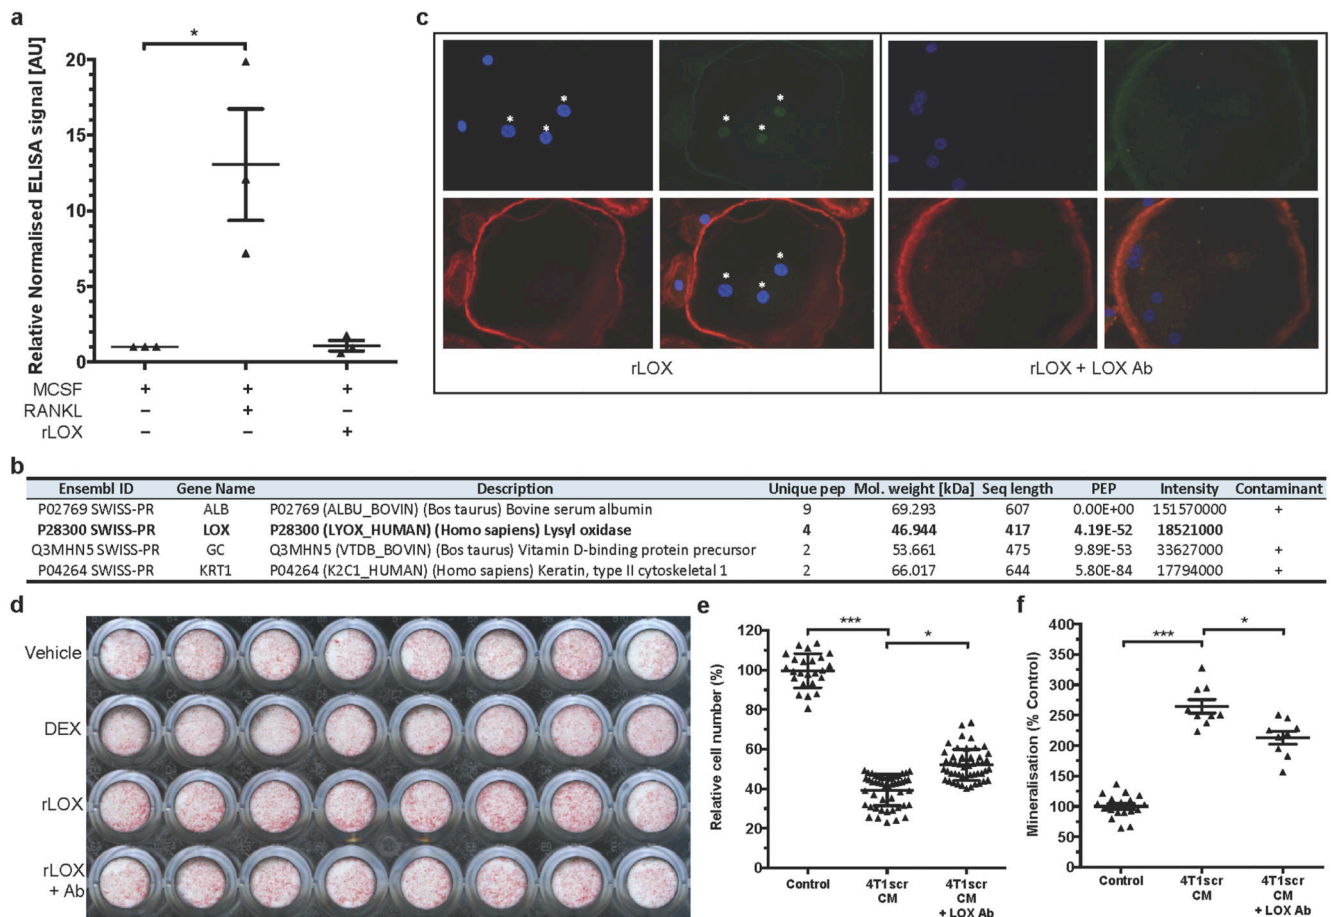 a
*
Relative Normalised ELISA signal [AU]
20
15
10
5
0
MCSF + + +
RANKL – + –
rLOX – – +
c
* * * *
* * *
* * *
rLOX
rLOX + LOX Ab
b
Ensembl ID Gene Name Description Unique pep Mol. weight [kDa] Seq length PEP Intensity Contaminant
P02769 SWISS-PR ALB P02769 (ALBU_BOVIN) (Bos taurus) Bovine serum albumin 9 69.293 607 0.00E+00 151570000 +
P28300 SWISS-PR LOX P28300 (LYOX_HUMAN) (Homo sapiens) Lysyl oxidase 4 46.944 417 4.19E-52 18521000
Q3MHN5 SWISS-PR GC Q3MHN5 (VTDB_BOVIN) (Bos taurus) Vitamin D-binding protein precursor 2 53.661 475 9.89E-53 33627000 +
P04264 SWISS-PR KRT1 P04264 (K2C1_HUMAN) (Homo sapiens) Keratin, type II cytoskeletal 1 2 66.017 644 5.80E-84 17794000 +
d
Vehicle
DEX
rLOX
rLOX
+ Ab
e
*** *
Relative cell number (%)
120
100
80
60
40
20
0
Control 4T1scr 4T1scr
CM CM
+ LOX Ab
f
*** *
Mineralisation (% Control)
400
350
300
250
200
150
100
50
0
Control 4T1scr 4T1scr
CM CM
+ LOX Ab